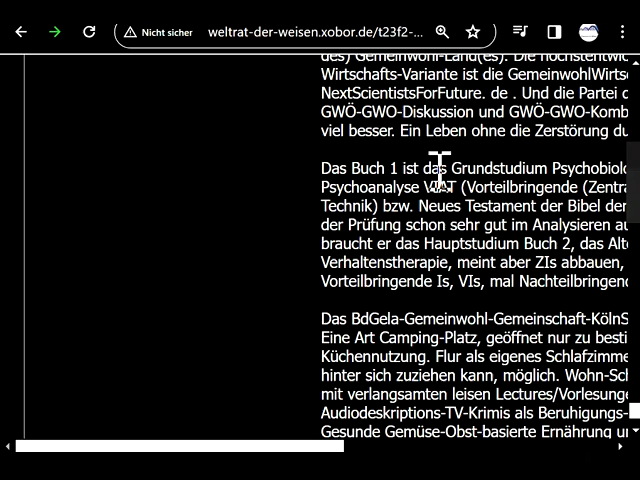 Nicht sicher weltrat-der-weisen.xobor.de/t23f2-...
des) Gemeinwohl-Land(es). Die höchstentwic
Wirtschafts-Variante ist die GemeinwohlWirtsc
NextScientistsForFuture. de . Und die Partei d
GWÖ-GWO-Diskussion und GWÖ-GWO-Komb
viel besser. Ein Leben ohne die Zerstörung du
Das Buch 1 ist das Grundstudium Psychobiolo
Psychoanalyse (Vorteilbringende (Zentra
Technik) bzw. Neues Testament der Bibel der
der Prüfung schon sehr gut im Analysieren au
braucht er das Hauptstudium Buch 2, das Alte
Verhaltenstherapie, meint aber ZIs abbauen,
Vorteilbringende Is, VIs, mal Nachteilbringend
Das BdGela-Gemeinwohl-Gemeinschaft-KölnS
Eine Art Camping-Platz, geöffnet nur zu besti
Küchennutzung. Flur als eigenes Schlafzimme
hinter sich zuziehen kann, möglich. Wohn-Sch
mit verlangsamten leisen Lectures/Vorlesunge
Audiodeskriptions-TV-Krimis als Beruhigungs-
Gesunde Gemüse-Obst-basierte Ernährung un